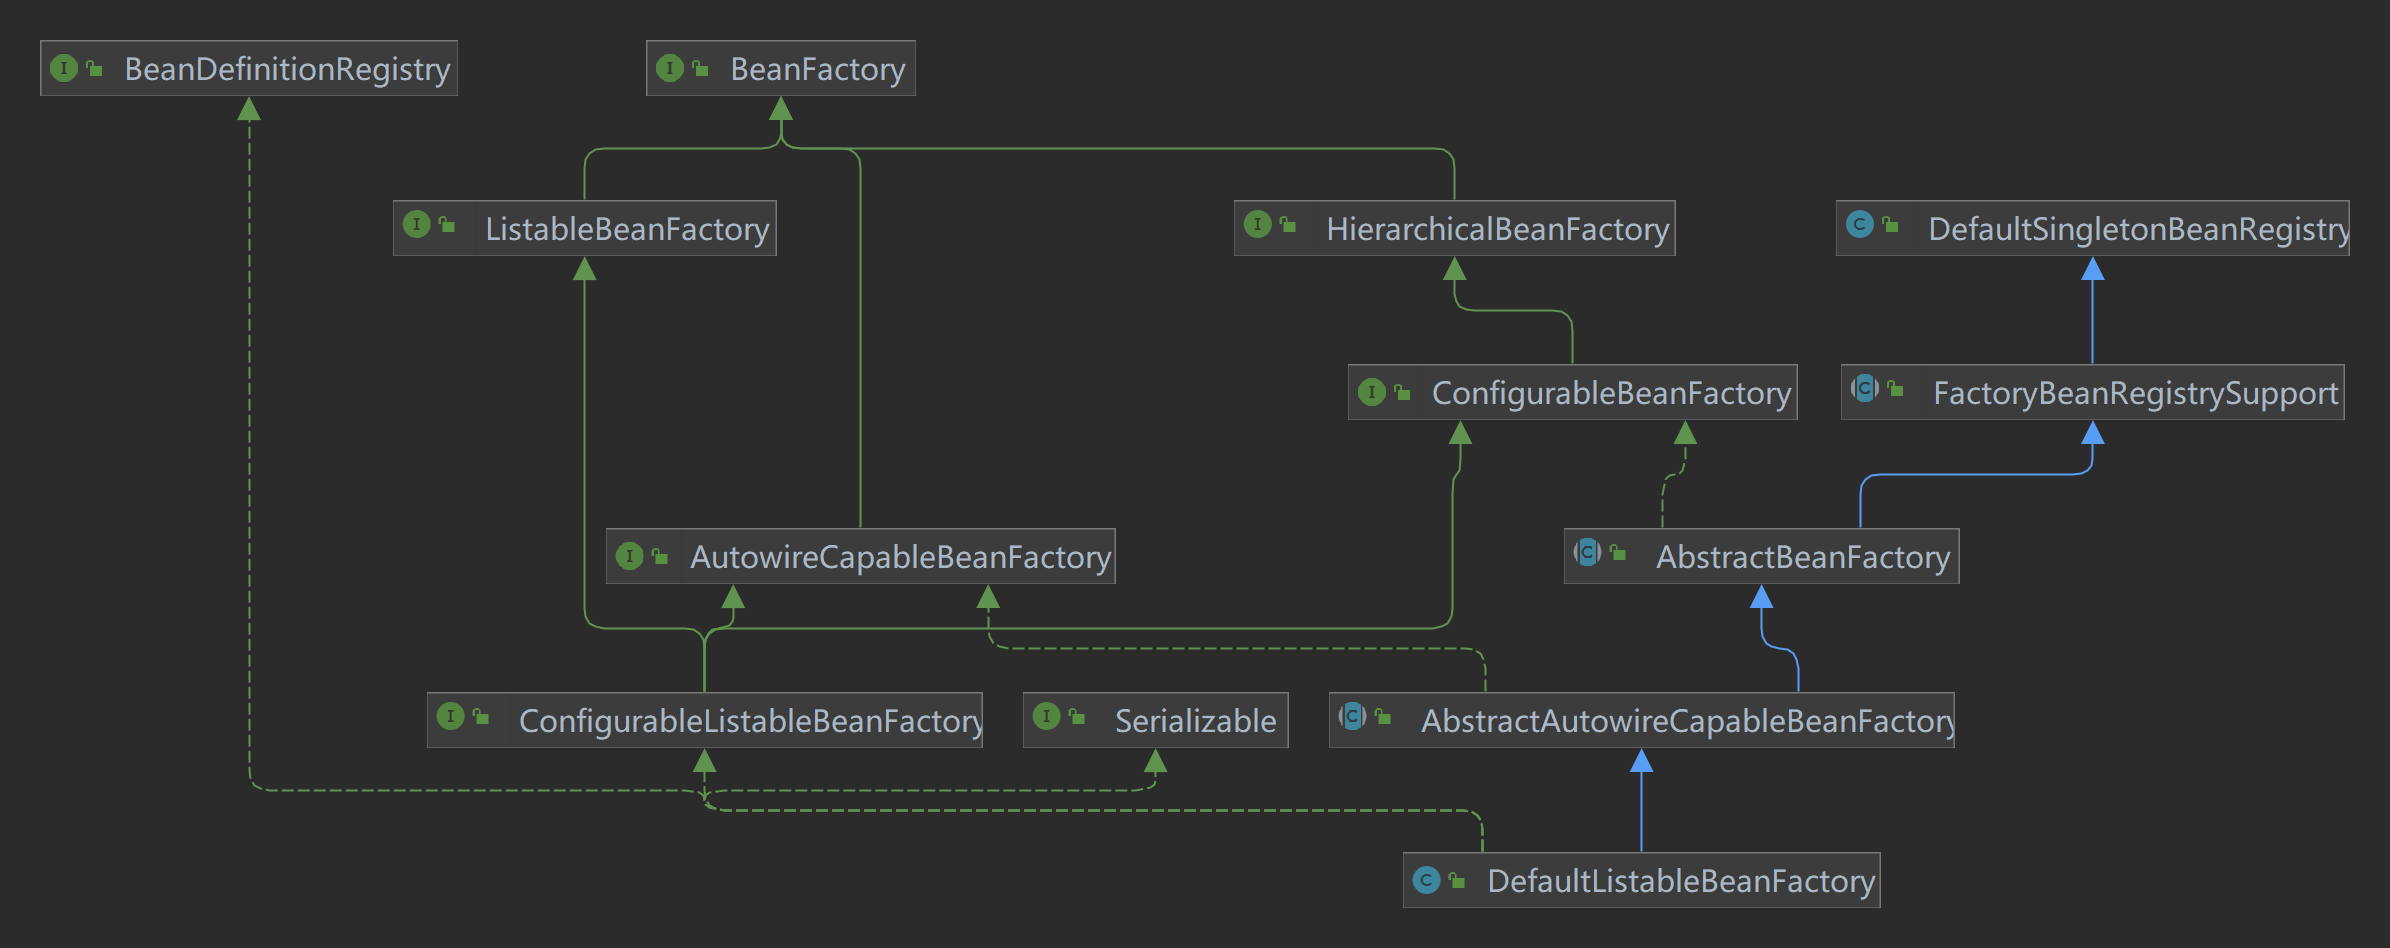 BeanDefinitionRegistry
BeanFactory
ListableBeanFactory
HierarchicalBeanFactory
DefaultSingletonBeanRegistry
ConfigurableBeanFactory
FactoryBeanRegistrySupport
AutowireCapableBeanFactory
AbstractBeanFactory
ConfigurableListableBeanFactory
Serializable
AbstractAutowireCapableBeanFactory
DefaultListableBeanFactory